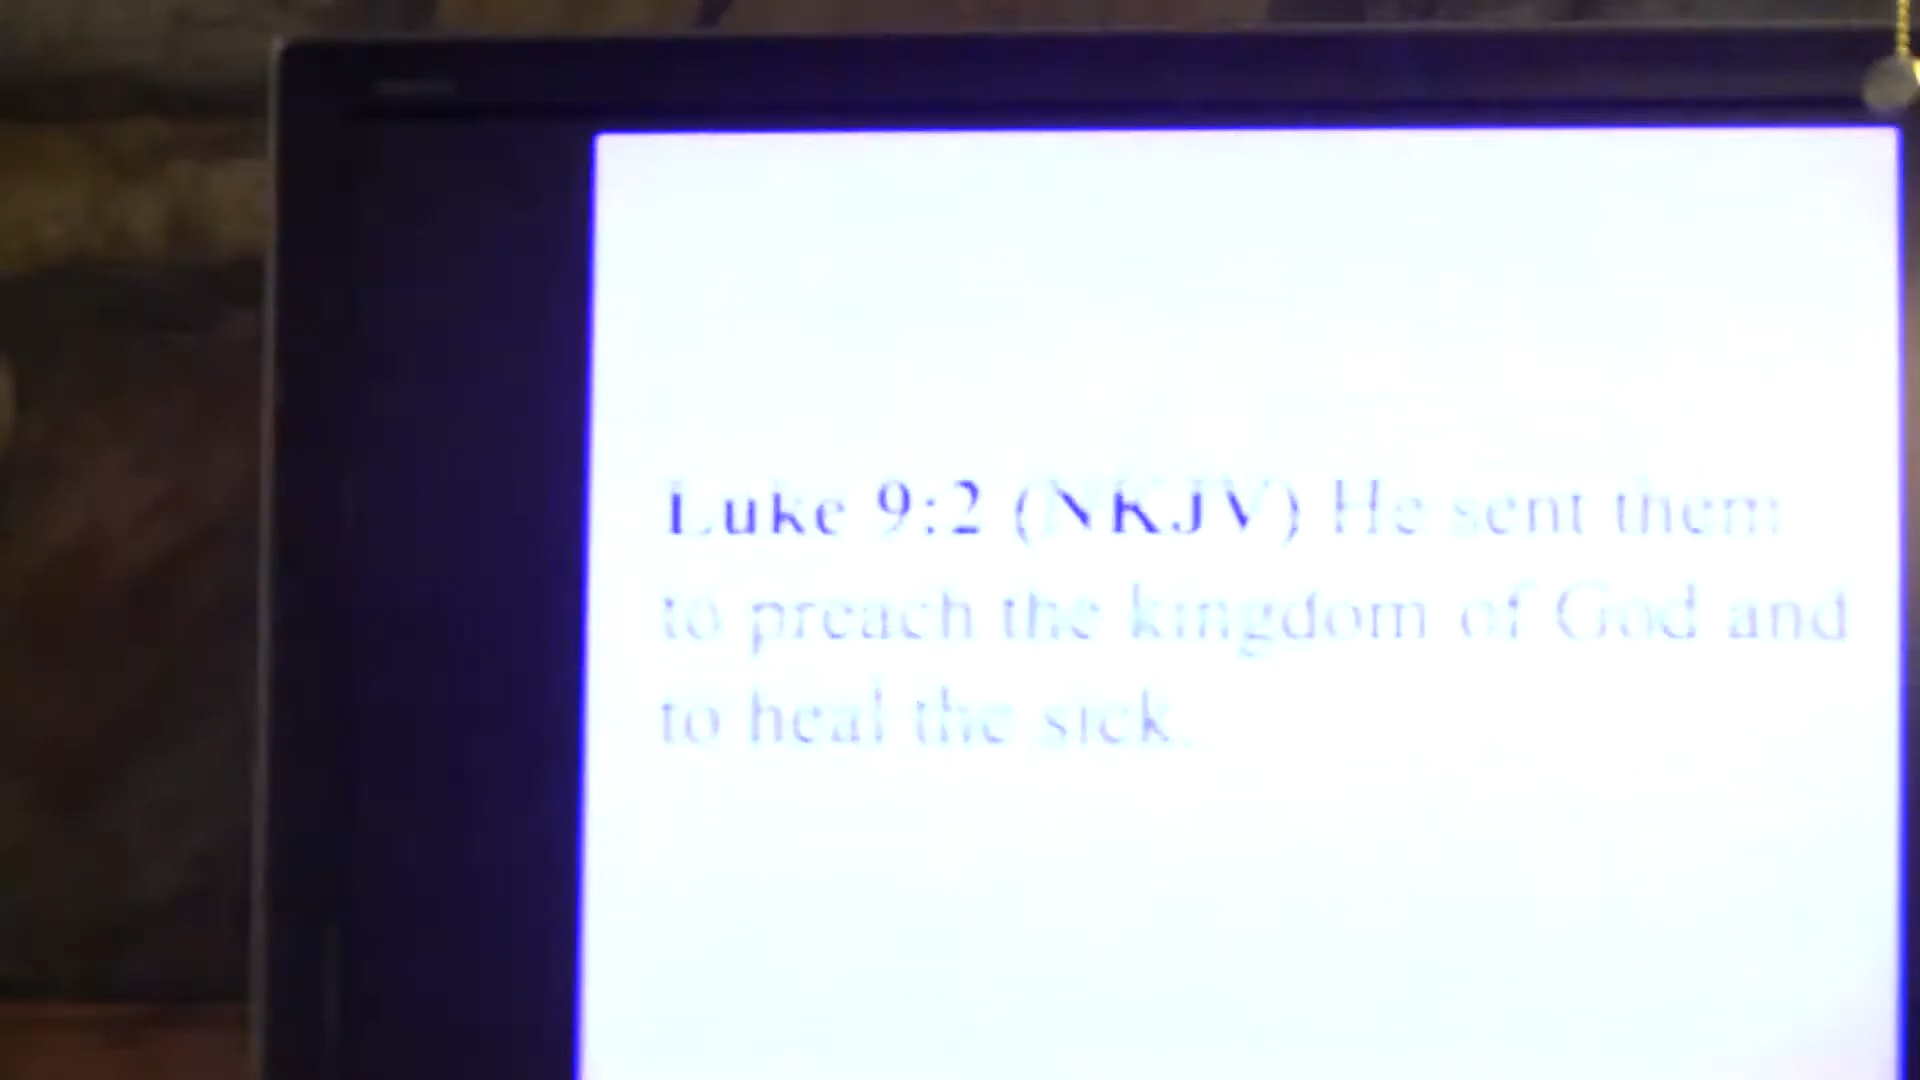 Luke 9:2 (NKJV) He sent them
to preach the kingdom of God and
to heal the sick.